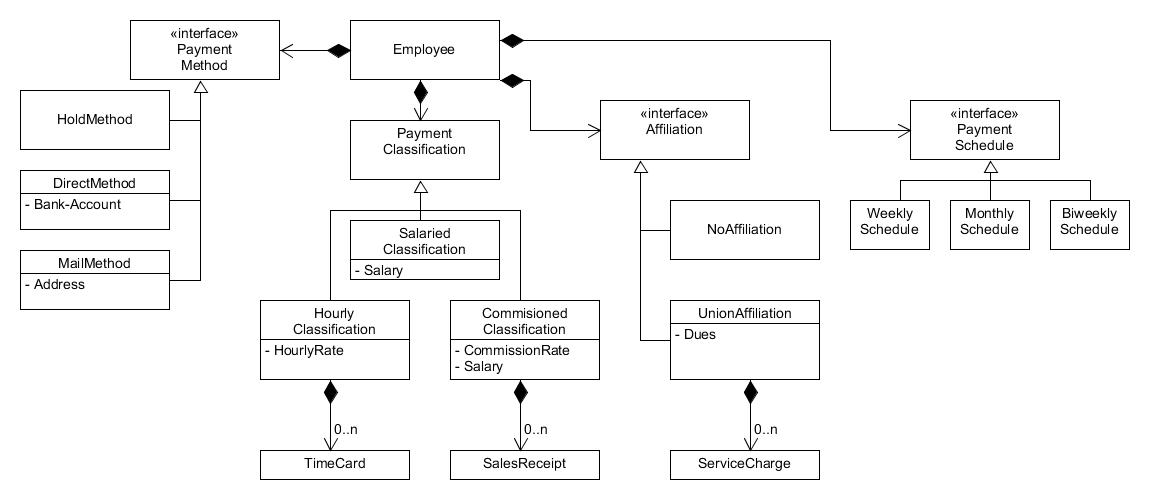 «interface»
Payment
Method
Employee
HoldMethod
DirectMethod
- Bank-Account
MailMethod
- Address
Payment
Classification
«interface»
Affiliation
«interface»
Payment
Schedule
Weekly
Schedule
Monthly
Schedule
Biweekly
Schedule
Salaried
Classification
- Salary
NoAffiliation
Hourly
Classification
- HourlyRate
Commisioned
Classification
- CommissionRate
- Salary
UnionAffiliation
- Dues
0..n
0..n
0..n
TimeCard
SalesReceipt
ServiceCharge